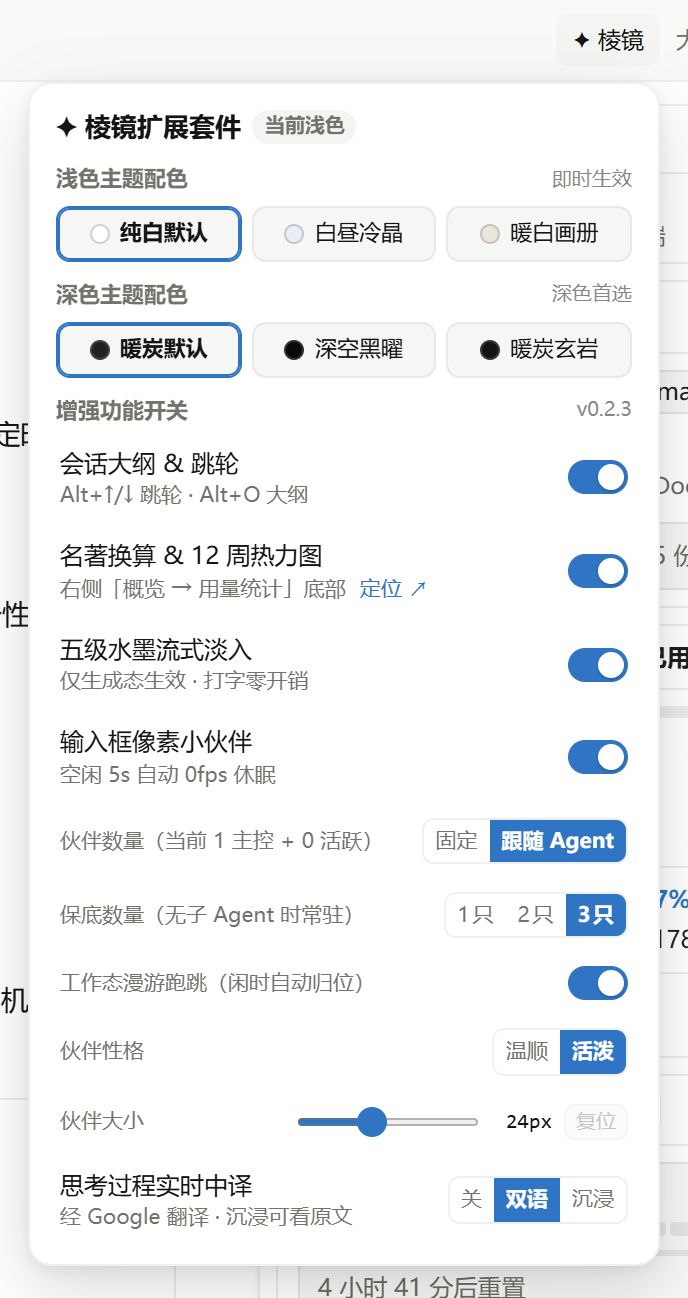 ✦ 棱镜
✦ 棱镜扩展套件 当前浅色
浅色主题配色 即时生效
纯白默认 白昼冷晶 暖白画册
深色主题配色 深色首选
暖炭默认 深空黑曜 暖炭玄岩
增强功能开关 v0.2.3
会话大纲 & 跳轮
Alt+↑/↓ 跳轮 · Alt+O 大纲
名著换算 & 12 周热力图
右侧「概览 → 用量统计」底部 定位 ↗
五级水墨流式淡入
仅生成态生效 · 打字零开销
输入框像素小伙伴
空闲 5s 自动 0fps 休眠
伙伴数量（当前 1 主控 + 0 活跃） 固定 跟随 Agent
保底数量（无子 Agent 时常驻） 1只 2只 3只
工作态漫游跑跳（闲时自动归位）
伙伴性格 温顺 活泼
伙伴大小 24px 复位
思考过程实时中译
经 Google 翻译 · 沉浸可看原文 关 双语 沉浸
4 小时 41 分后重置
性
机
ma
份
7%
178